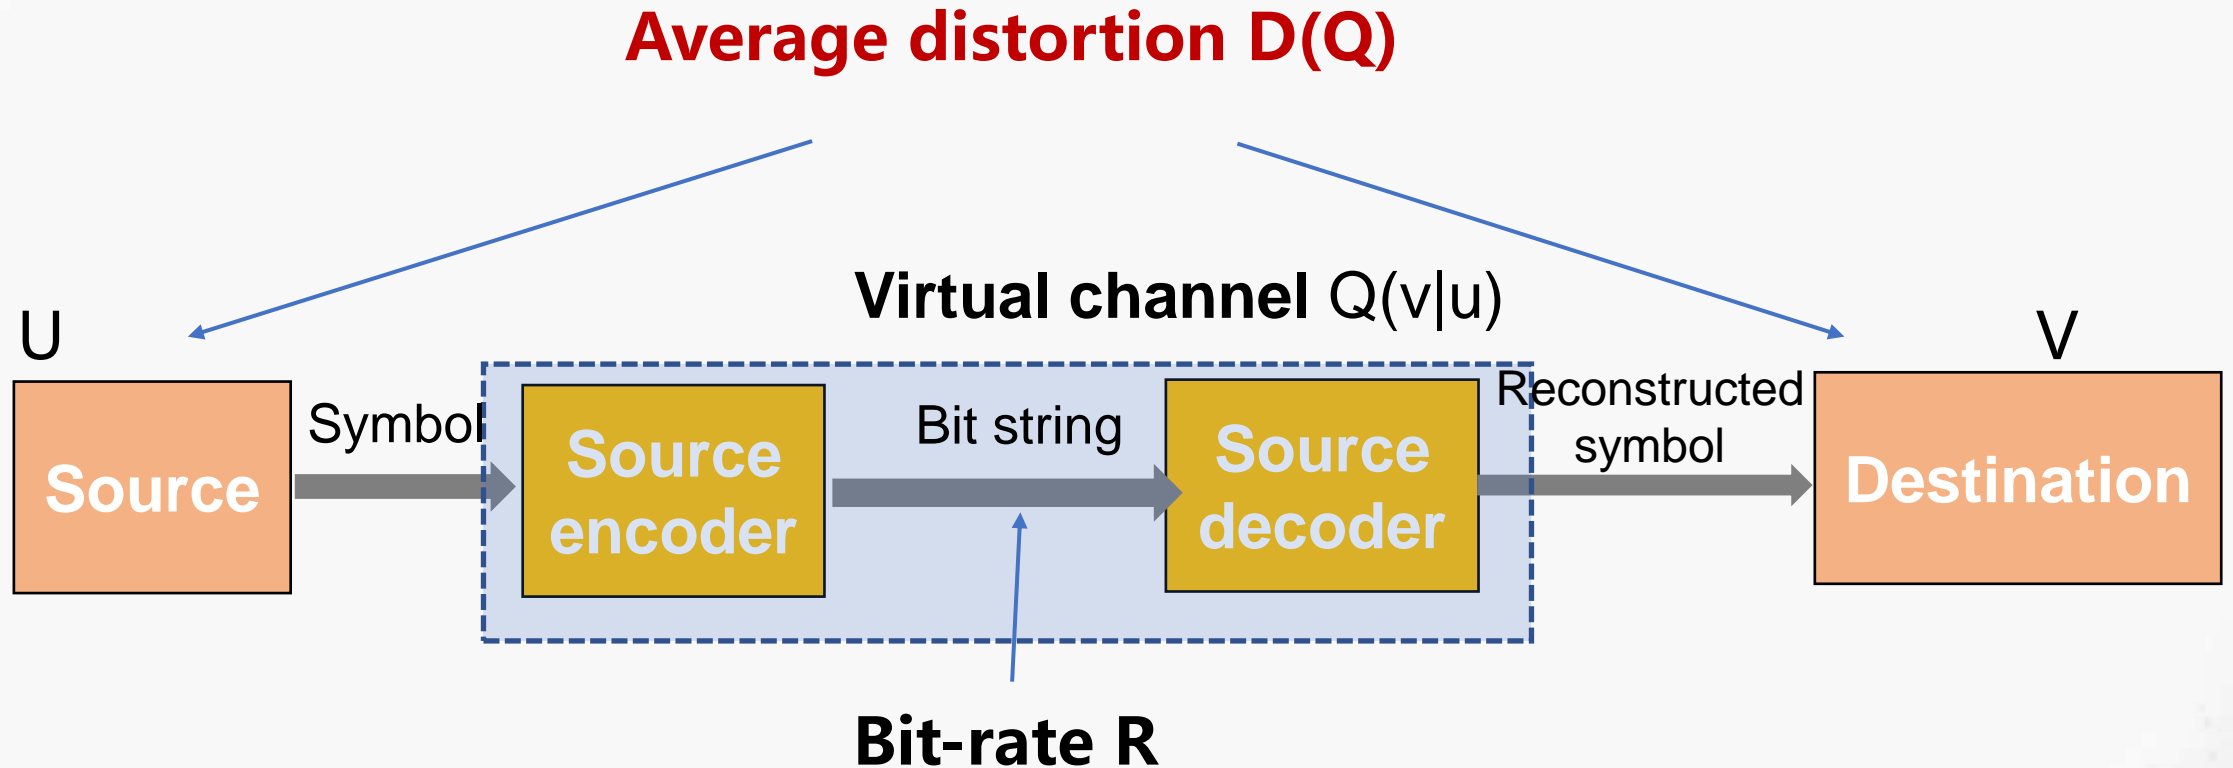 Average distortion D(Q)
Virtual channel Q(v|u)
U
V
Source
Symbol
Source
encoder
Bit string
Source
decoder
Reconstructed
symbol
Destination
Bit-rate R